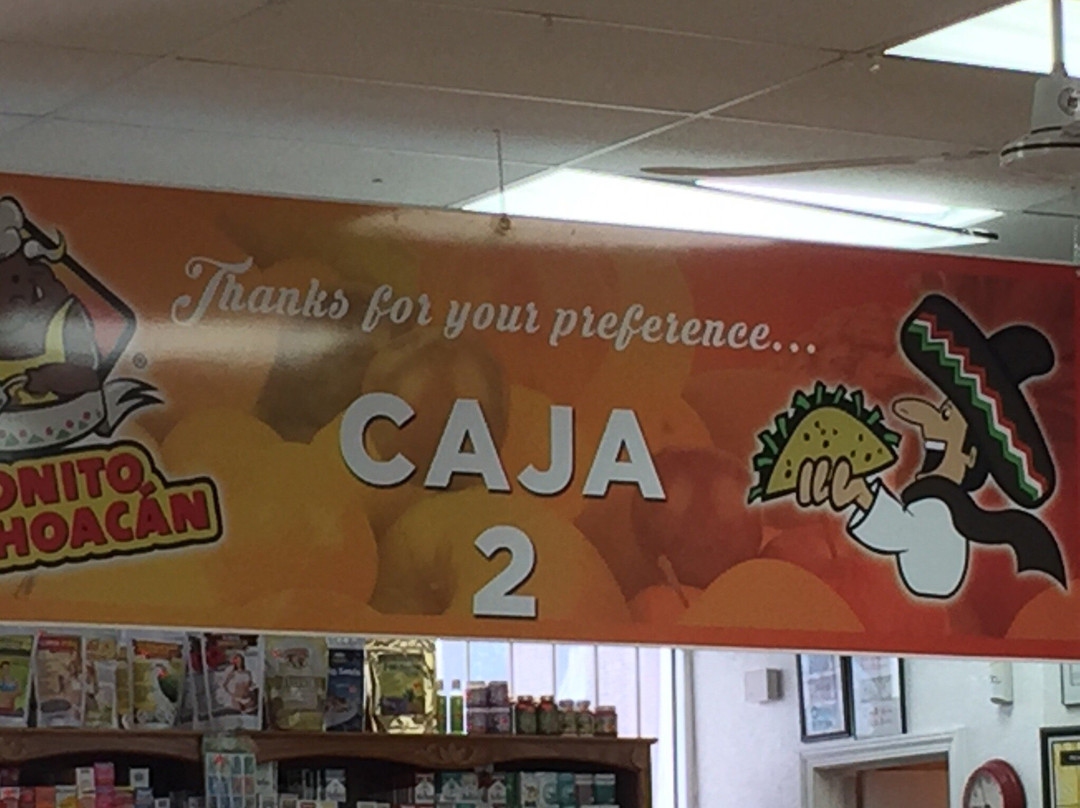 Thanks for your preference...
CAJA
2
ONITO
HOACÁN
®